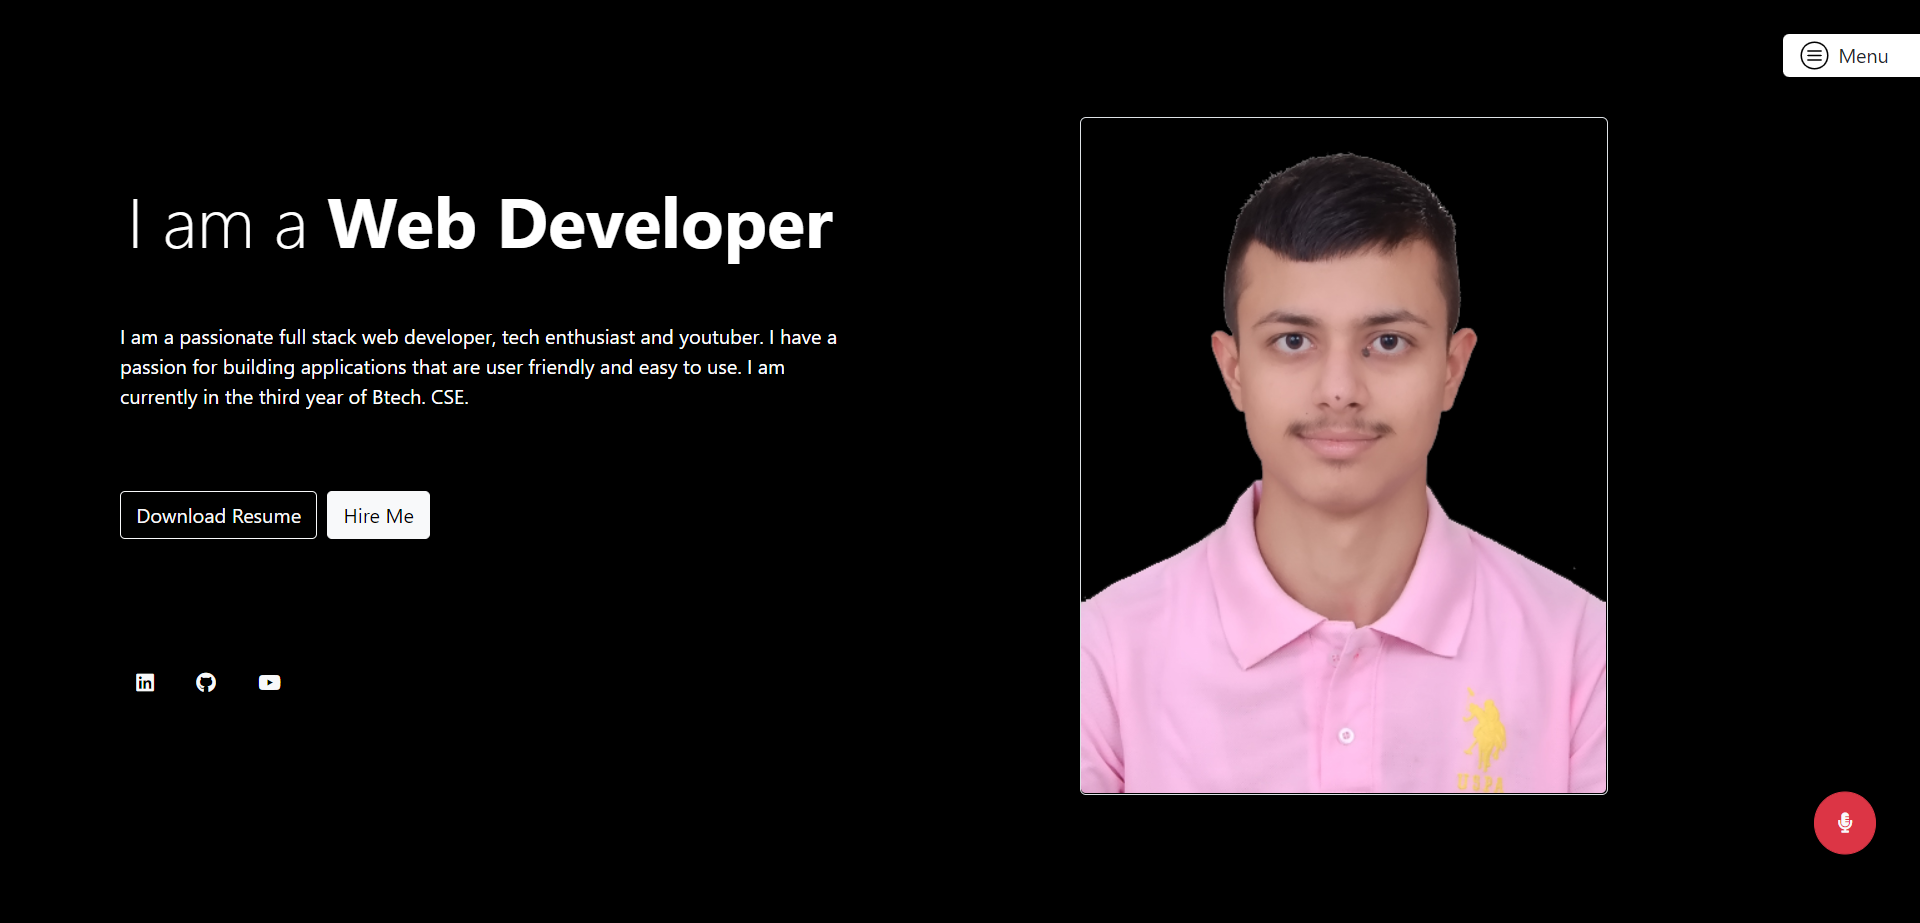 Menu
I am a Web Developer
I am a passionate full stack web developer, tech enthusiast and youtuber. I have a
passion for building applications that are user friendly and easy to use. I am
currently in the third year of Btech. CSE.
Download Resume
Hire Me
in
USPA